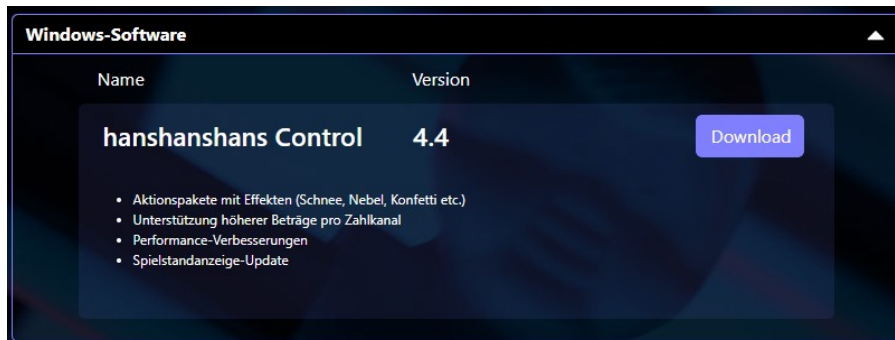 Windows-Software
Name Version
hanshanshans Control 4.4 Download
• Aktionspakete mit Effekten (Schnee, Nebel, Konfetti etc.)
• Unterstützung höherer Beträge pro Zahlkanal
• Performance-Verbesserungen
• Spielstandanzeige-Update